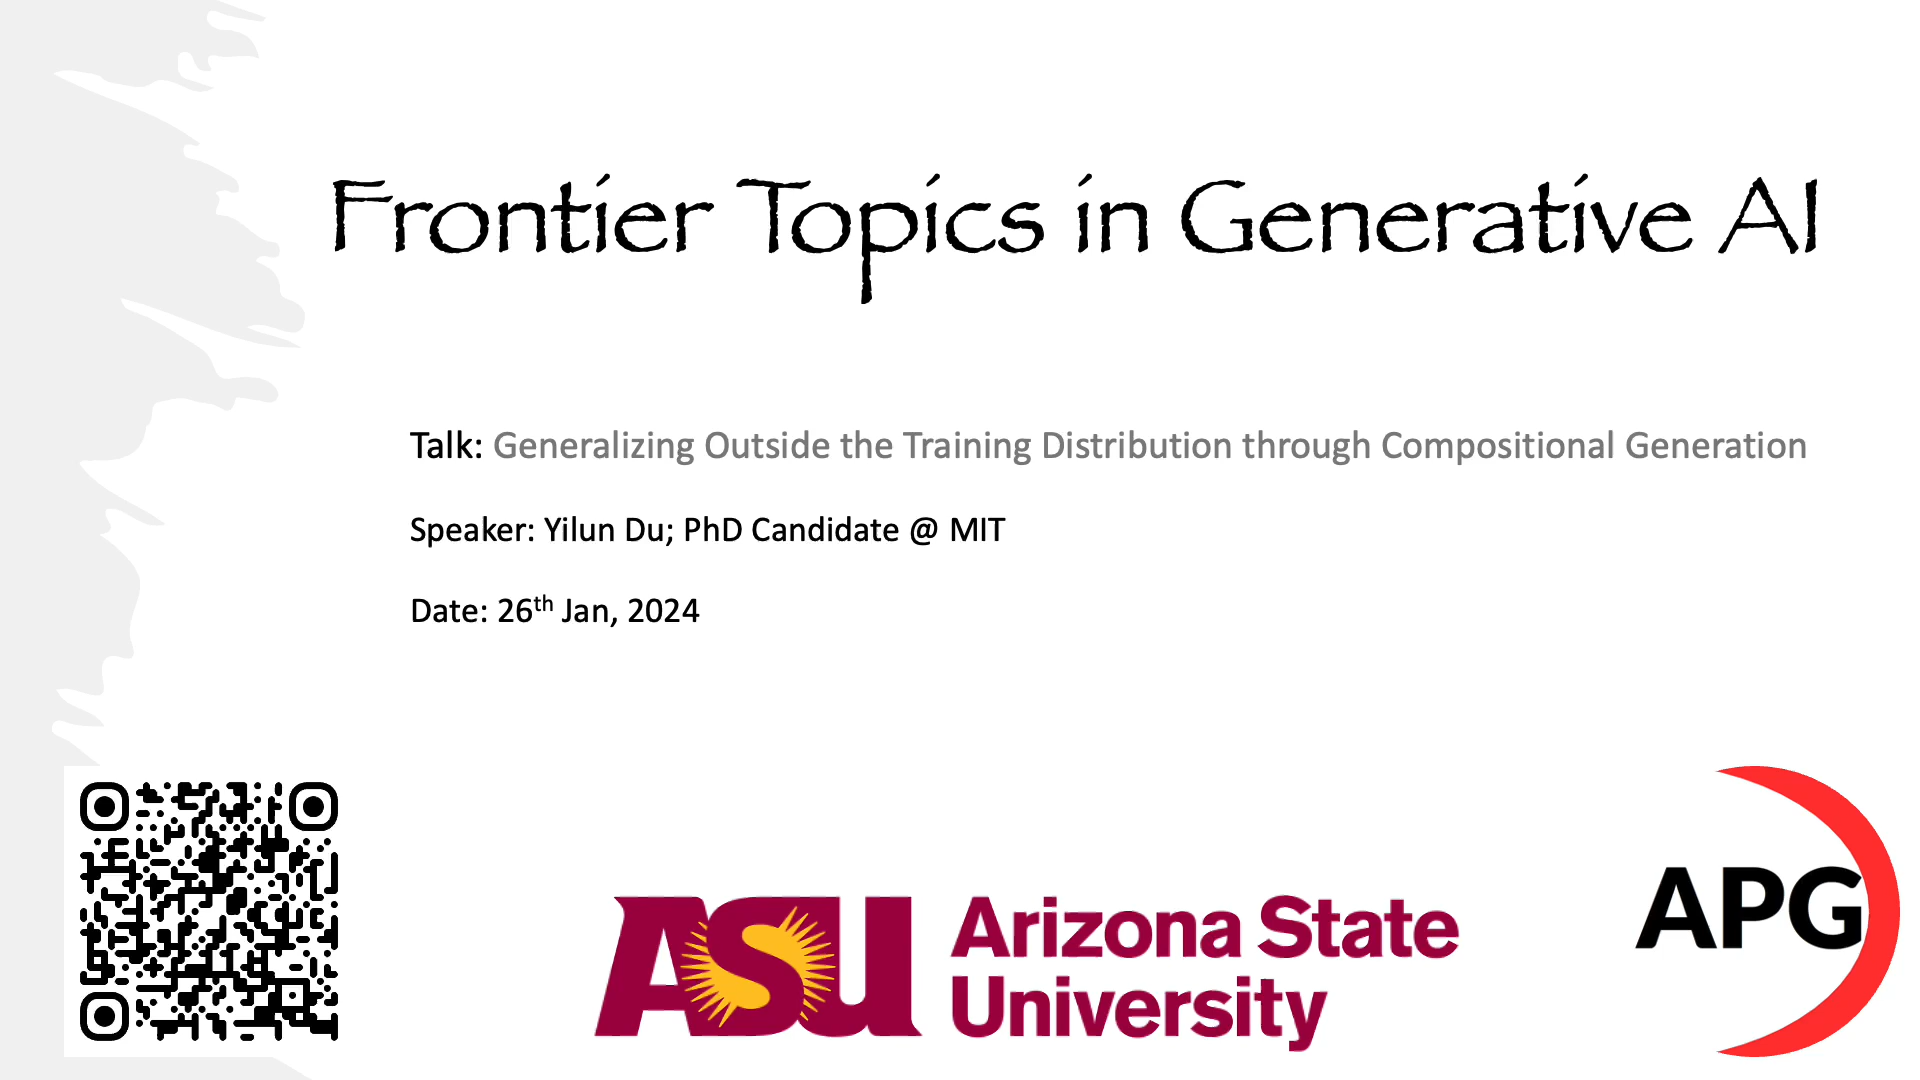 Frontier Topics in Generative AI
Talk: Generalizing Outside the Training Distribution through Compositional Generation
Speaker: Yilun Du; PhD Candidate @ MIT
Date: 26th Jan, 2024
ASU Arizona State
University
APG